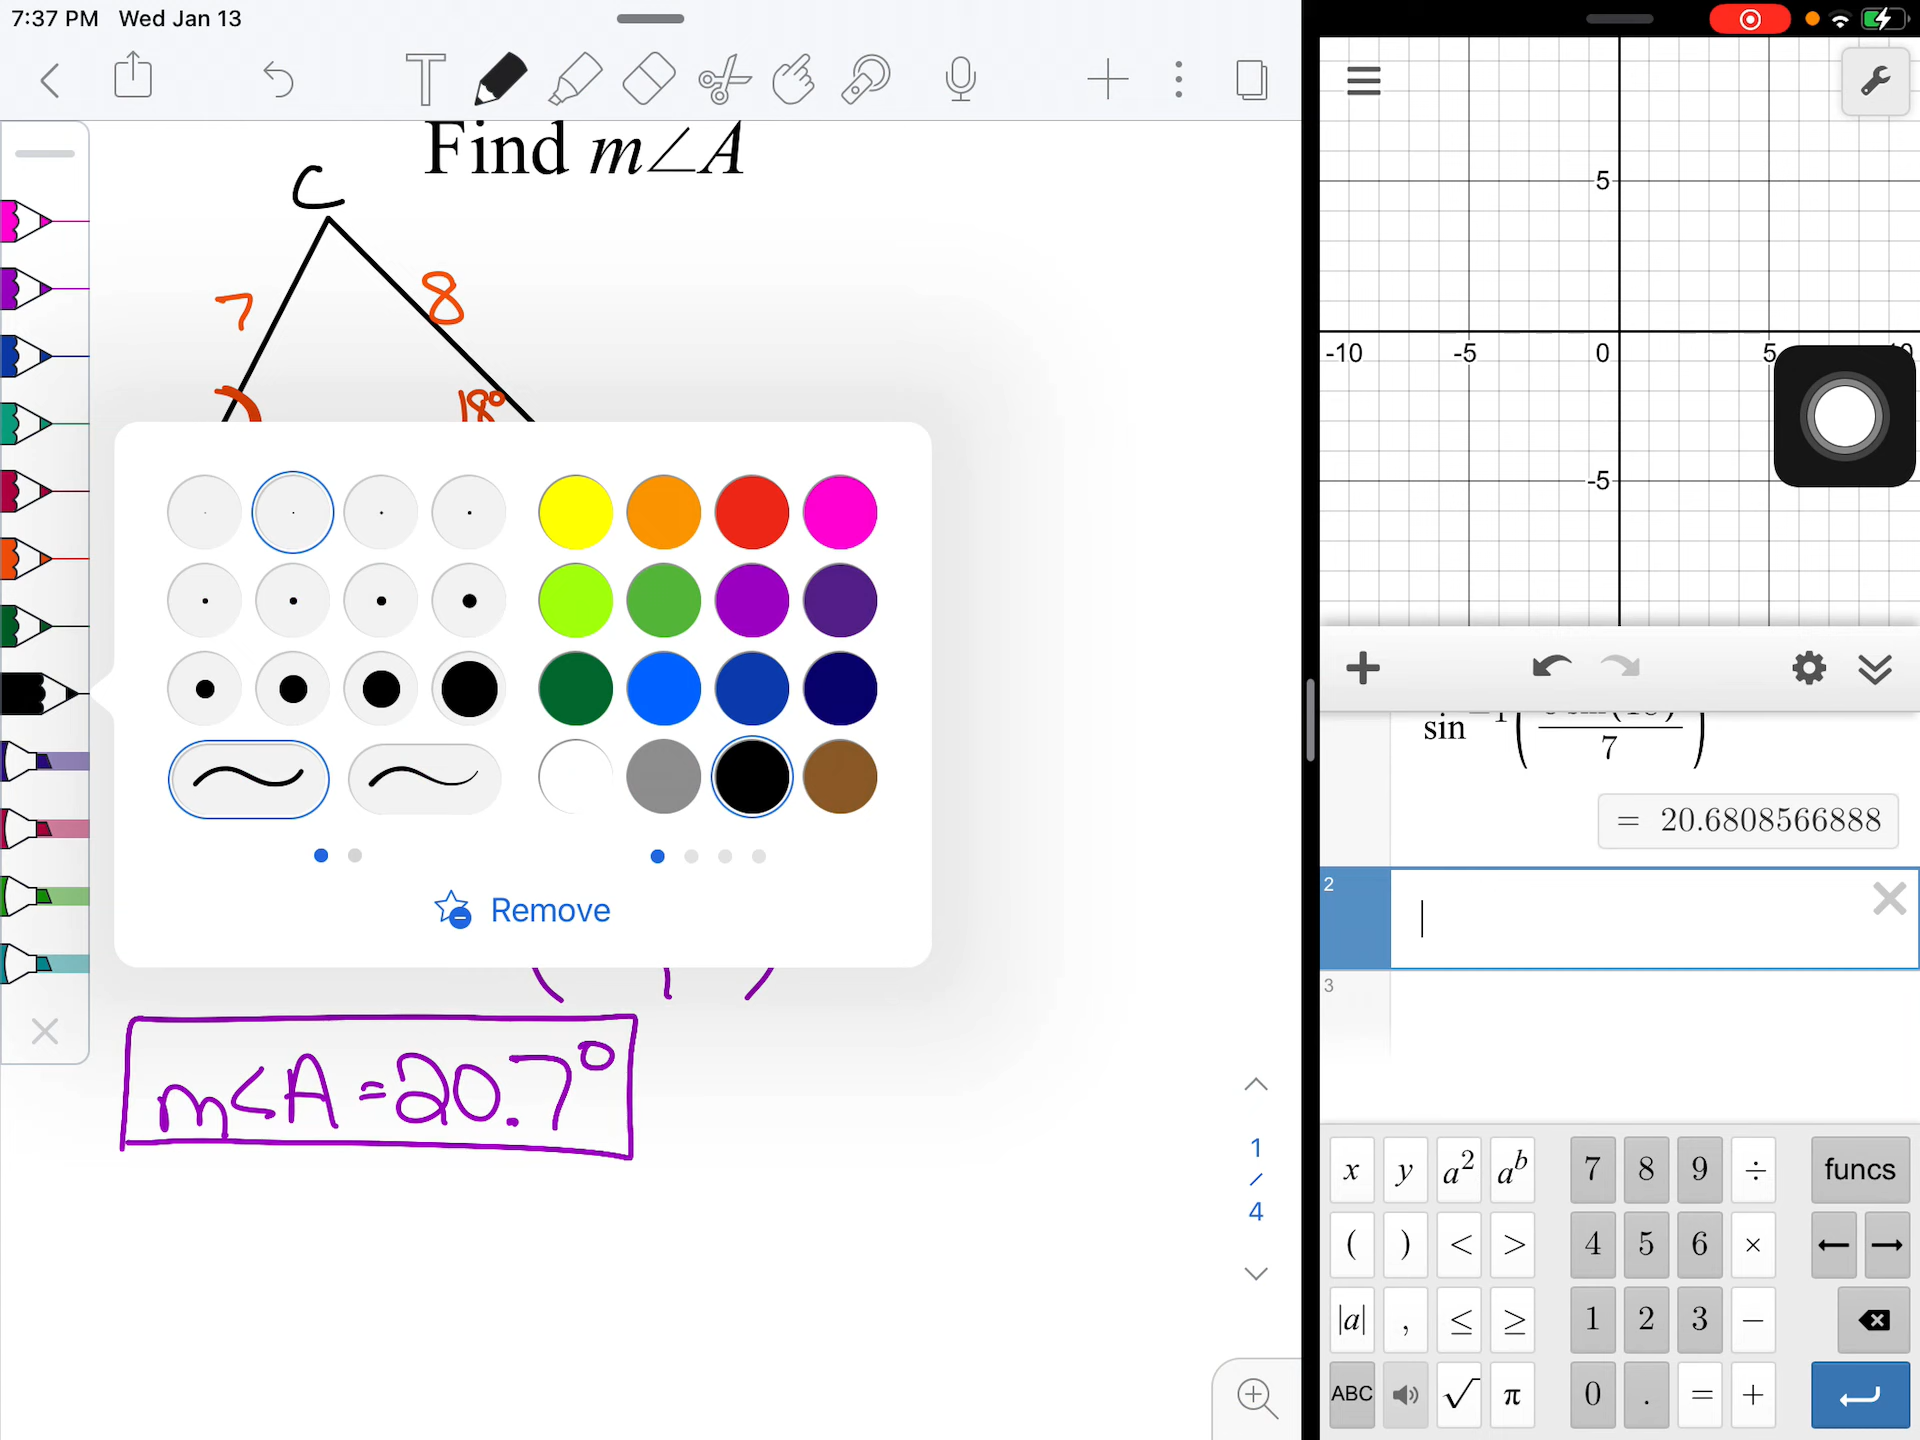 7:37 PM Wed Jan 13
Find m∠A
C
7
8
18°
Remove
m<A=20.7°
1
/
4
5
-10
-5
0
5
-5
sin
7
= 20.6808566888
2
3
x y a² aᵇ 7 8 9 ÷ funcs
( ) < > 4 5 6 × ← →
|a| , ≤ ≥ 1 2 3 −
ABC √ π 0 . = +